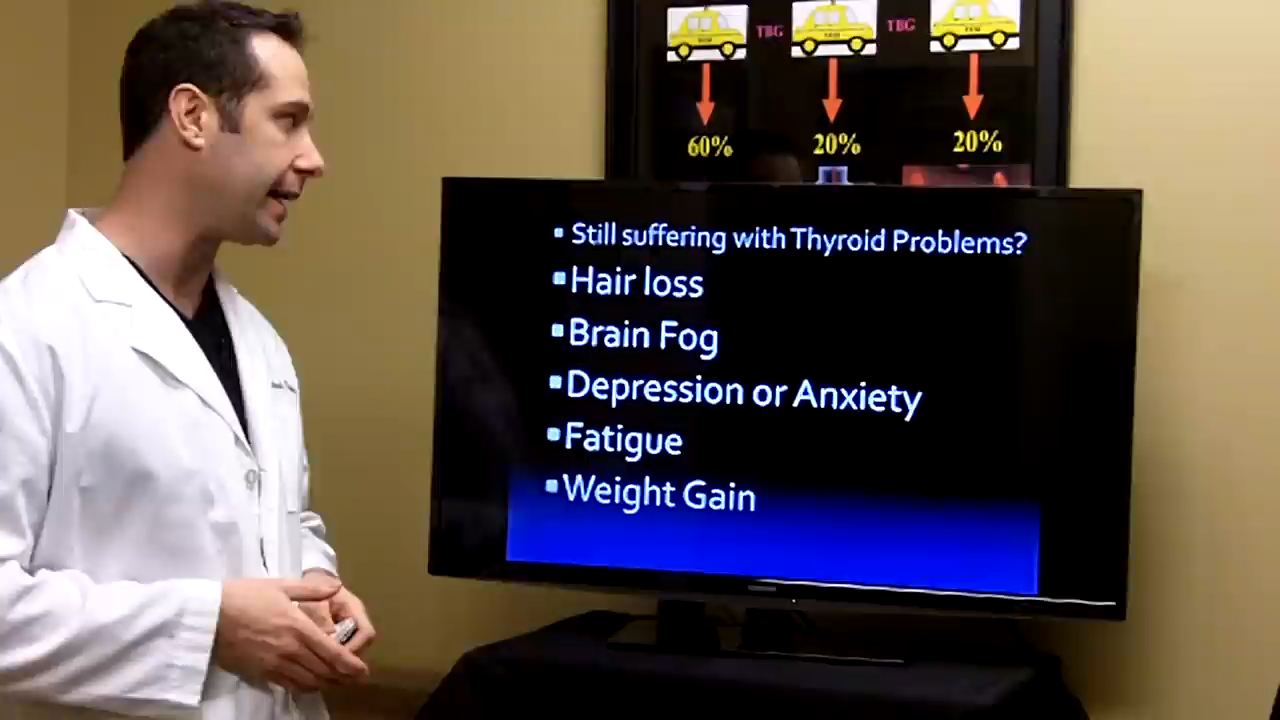 TBG TBG
60% 20% 20%
▪ Still suffering with Thyroid Problems?
▪ Hair loss
▪ Brain Fog
▪ Depression or Anxiety
▪ Fatigue
▪ Weight Gain